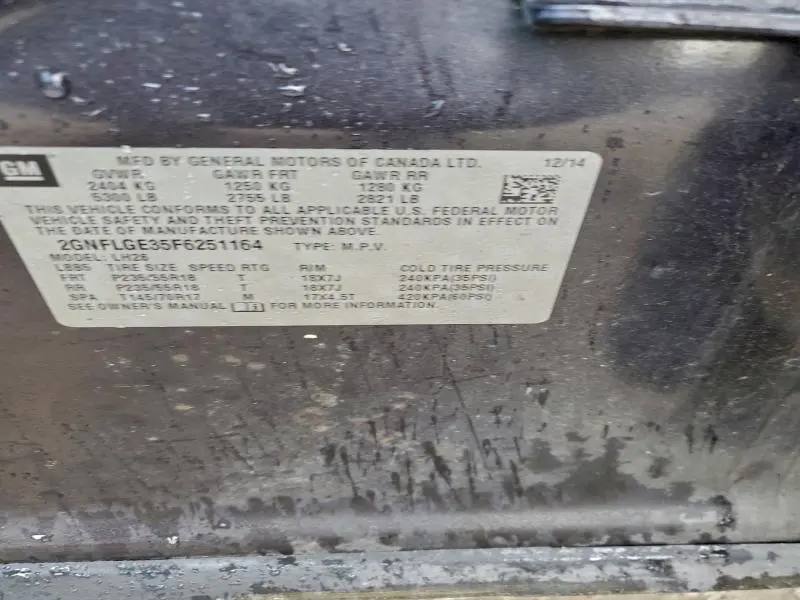 GM
MFD BY GENERAL MOTORS OF CANADA LTD. 12/14
GVWR GAWR FRT GAWR RR
2404 KG 1250 KG 1280 KG
5300 LB 2755 LB 2821 LB
THIS VEHICLE CONFORMS TO ALL APPLICABLE U.S. FEDERAL MOTOR
VEHICLE SAFETY AND THEFT PREVENTION STANDARDS IN EFFECT ON
THE DATE OF MANUFACTURE SHOWN ABOVE.
2GNFLGE35F6251164 TYPE: M.P.V.
MODEL: LH26
TIRE SIZE SPEED RTG RIM COLD TIRE PRESSURE
FRT P235/55R18 T 18X7J 240KPA(35PSI)
RR P235/55R18 T 18X7J 240KPA(35PSI)
SPA T145/70R17 M 17X4.5T 420KPA(60PSI)
SEE OWNER'S MANUAL FOR MORE INFORMATION.